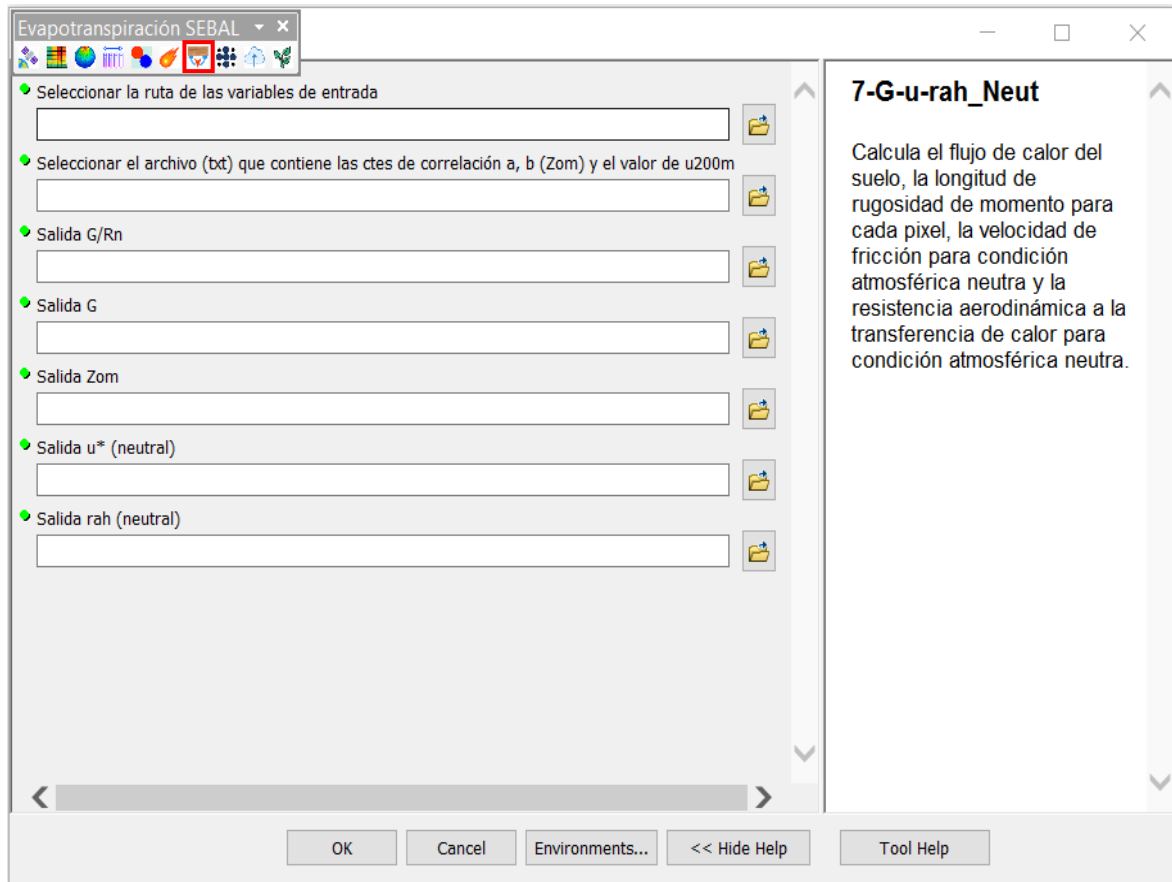 Evapotranspiración SEBAL
Seleccionar la ruta de las variables de entrada
Seleccionar el archivo (txt) que contiene las ctes de correlación a, b (Zom) y el valor de u200m
Salida G/Rn
Salida G
Salida Zom
Salida u* (neutral)
Salida rah (neutral)
7-G-u-rah_Neut
Calcula el flujo de calor del
suelo, la longitud de
rugosidad de momento para
cada pixel, la velocidad de
fricción para condición
atmosférica neutra y la
resistencia aerodinámica a la
transferencia de calor para
condición atmosférica neutra.
OK
Cancel
Environments...
<< Hide Help
Tool Help